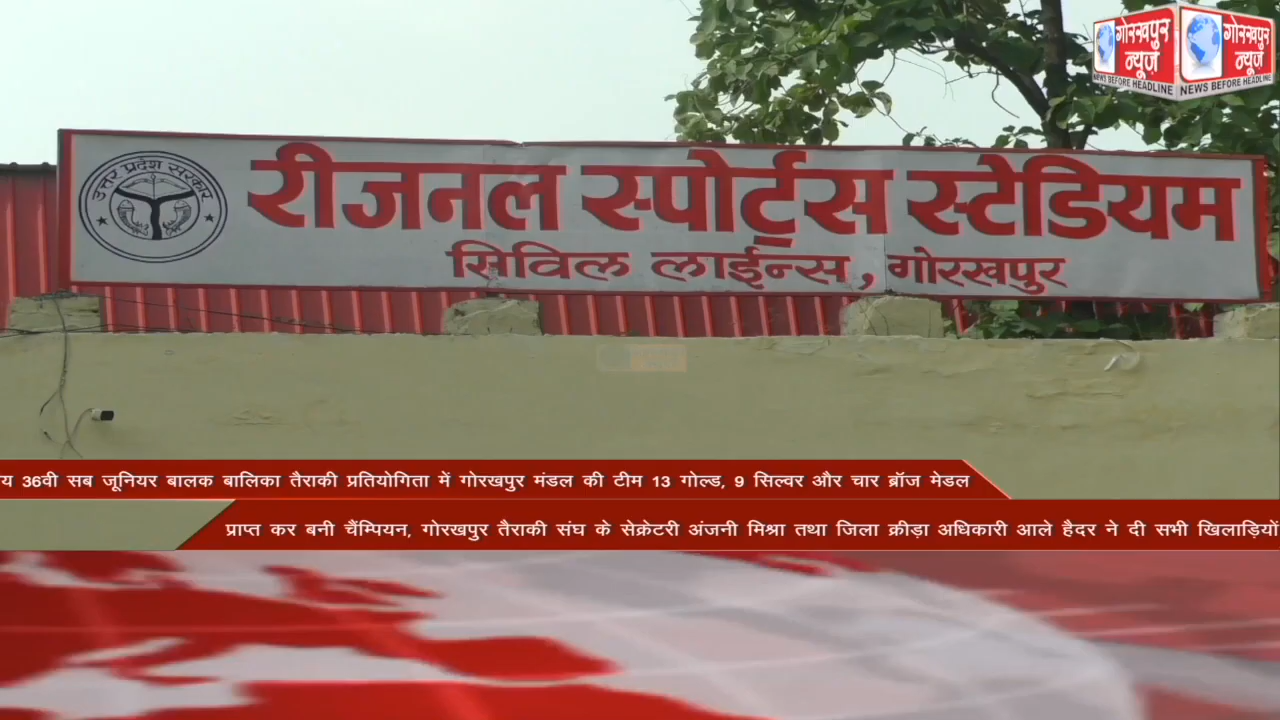 गोरखपुर न्यूज़
NEWS BEFORE HEADLINE
गोरखपुर न्यूज़
NEWS BEFORE HEADLINE
उत्तर प्रदेश सरकार
रीजनल स्पोर्ट्स स्टेडियम
सिविल लाईन्स, गोरखपुर
य 36वी सब जूनियर बालक बालिका तैराकी प्रतियोगिता में गोरखपुर मंडल की टीम 13 गोल्ड, 9 सिल्वर और चार ब्रॉज मेडल
प्राप्त कर बनी चैंम्पियन, गोरखपुर तैराकी संघ के सेक्रेटरी अंजनी मिश्रा तथा जिला क्रीड़ा अधिकारी आले हैदर ने दी सभी खिलाड़ियों